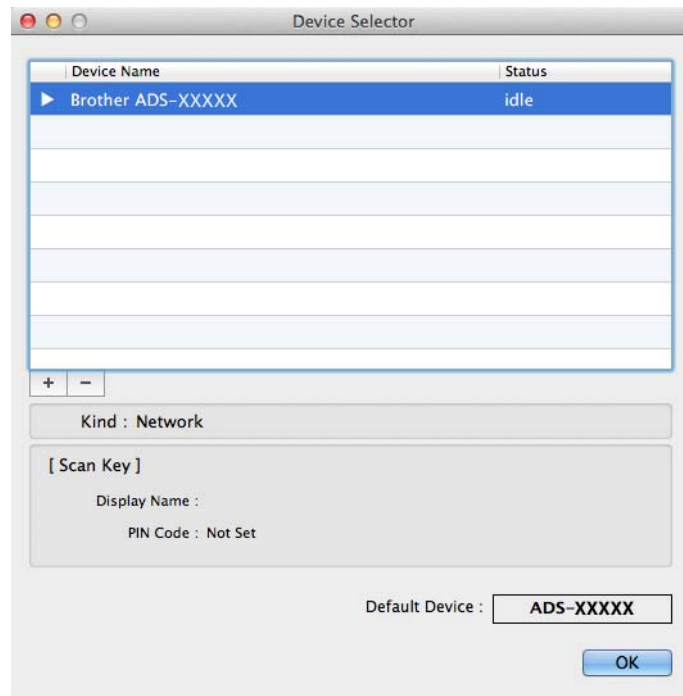 Device Selector
Device Name Status
Brother ADS-XXXXX idle
+ −
Kind : Network
[ Scan Key ]
Display Name :
PIN Code : Not Set
Default Device : ADS-XXXXX
OK